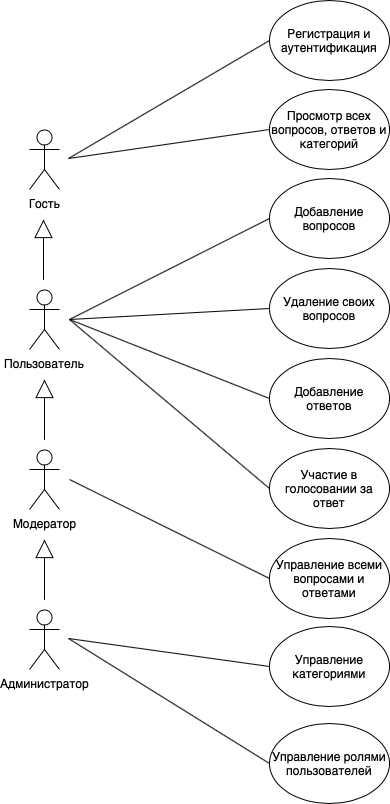 Регистрация и
аутентификация
Просмотр всех
вопросов, ответов и
категорий
Гость
Добавление
вопросов
Удаление своих
вопросов
Пользователь
Добавление
ответов
Участие в
голосовании за
ответ
Модератор
Управление всеми
вопросами и
ответами
Администратор
Управление
категориями
Управление ролями
пользователей